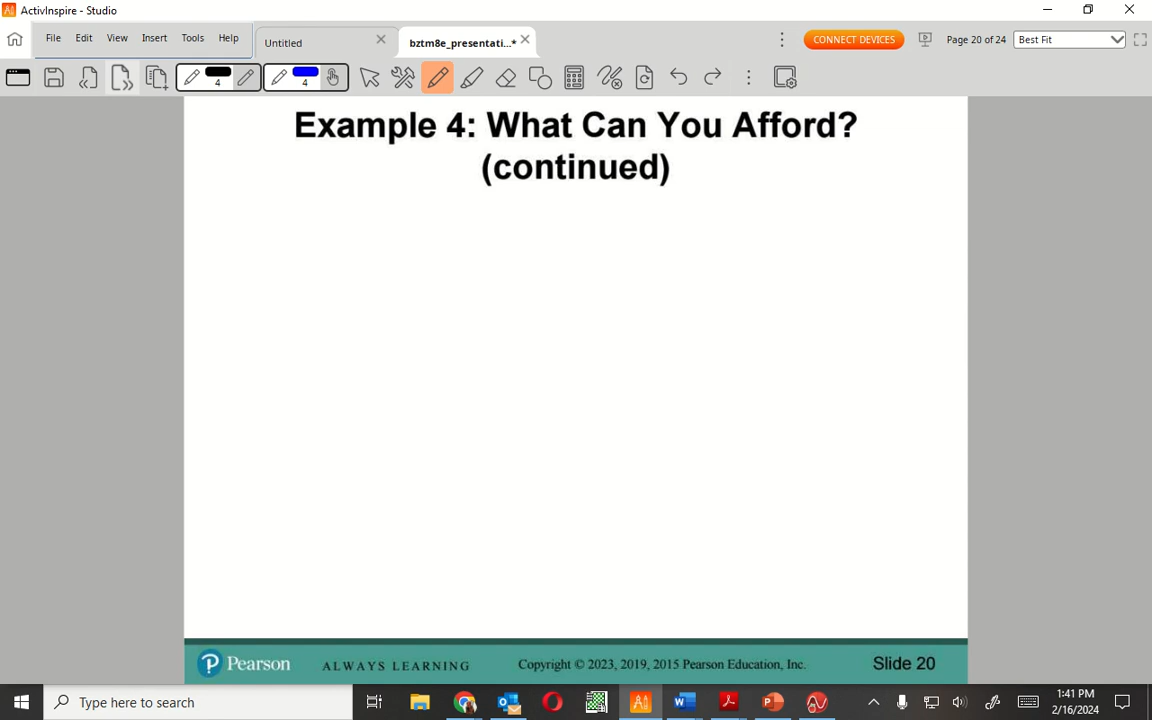 ActivInspire - Studio
File Edit View Insert Tools Help
Untitled
bztm8e_presentati...*
CONNECT DEVICES
Page 20 of 24
Best Fit
4
4
Example 4: What Can You Afford?
(continued)
Pearson
ALWAYS LEARNING
Copyright © 2023, 2019, 2015 Pearson Education, Inc.
Slide 20
Type here to search
1:41 PM
2/16/2024